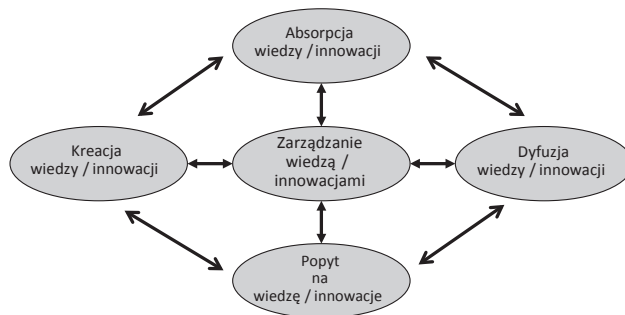 Absorpcja
wiedzy / innowacji
Kreacja
wiedzy / innowacji
Zarządzanie
wiedzą /
innowacjami
Dyfuzja
wiedzy / innowacji
Popyt
na
wiedzę / innowacje